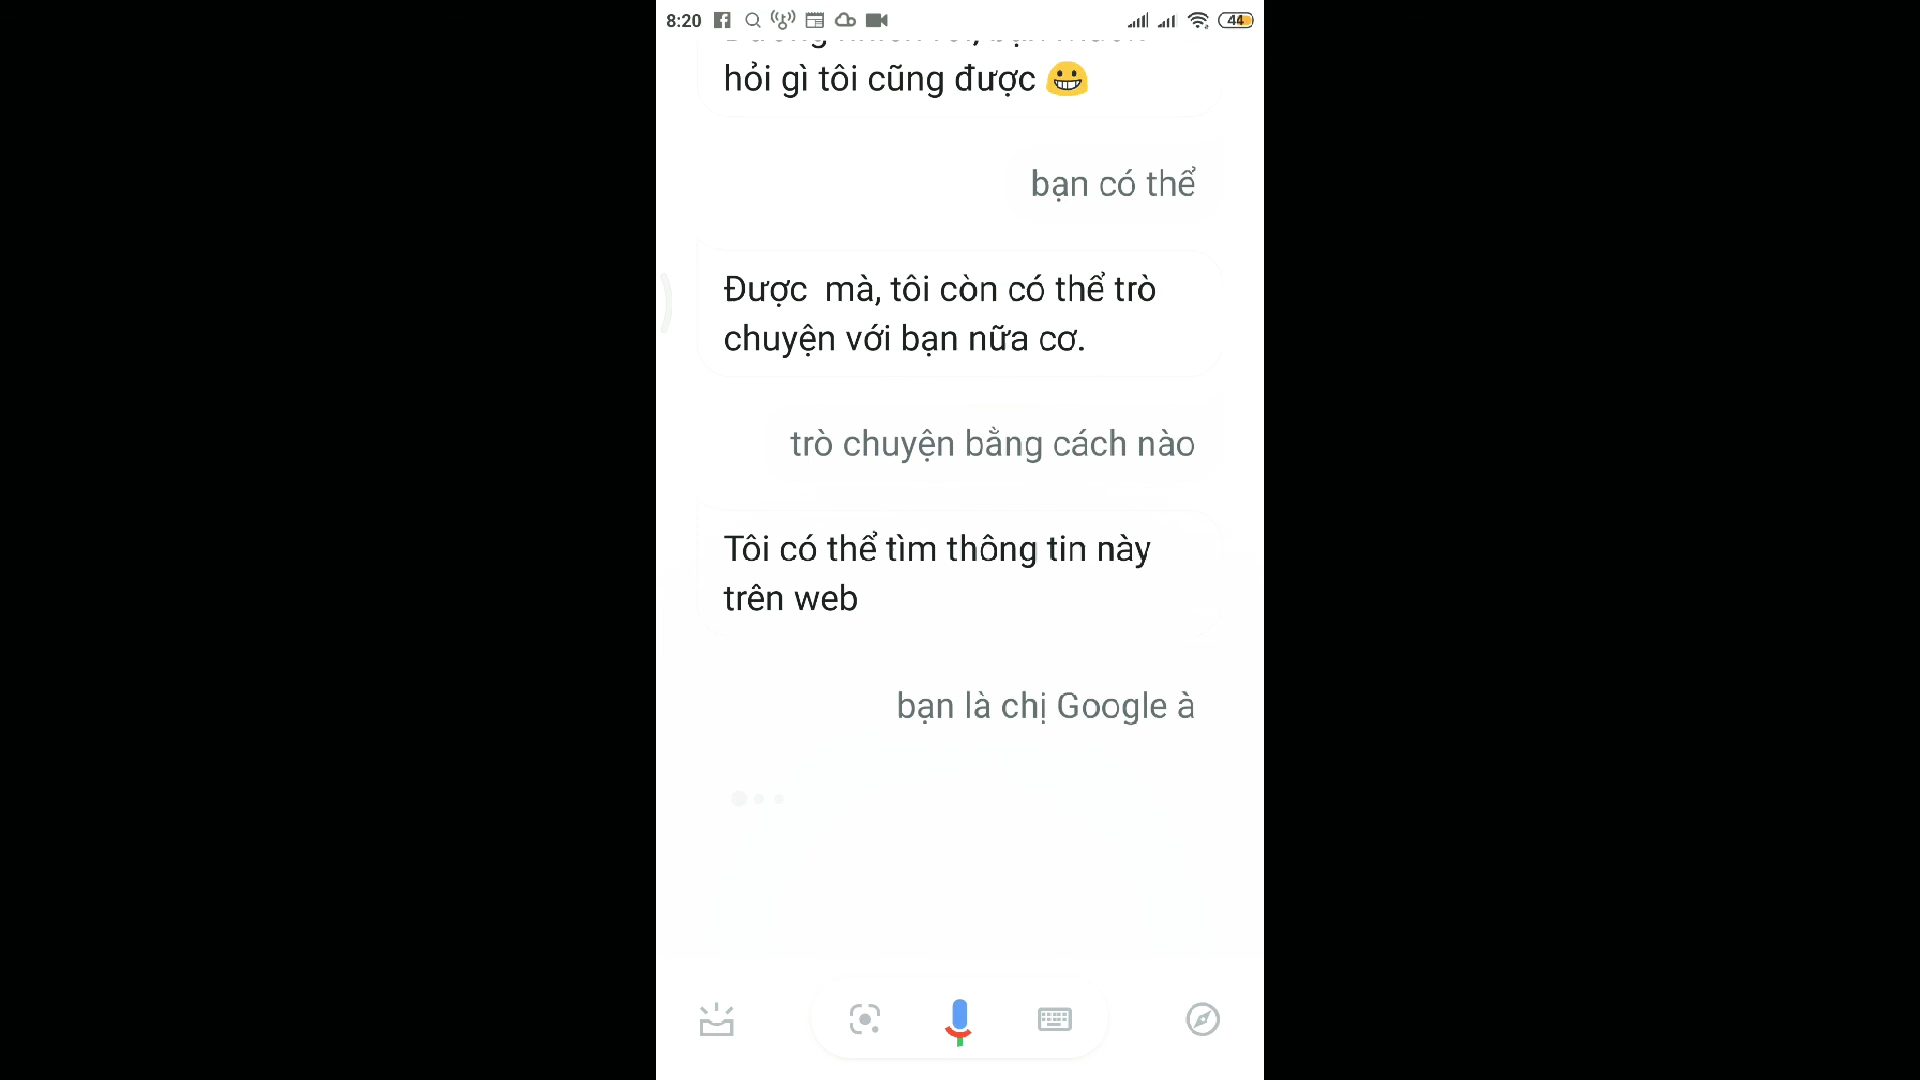 8:20
44
hỏi gì tôi cũng được 😀
bạn có thể
Được mà, tôi còn có thể trò
chuyện với bạn nữa cơ.
trò chuyện bằng cách nào
Tôi có thể tìm thông tin này
trên web
bạn là chị Google à